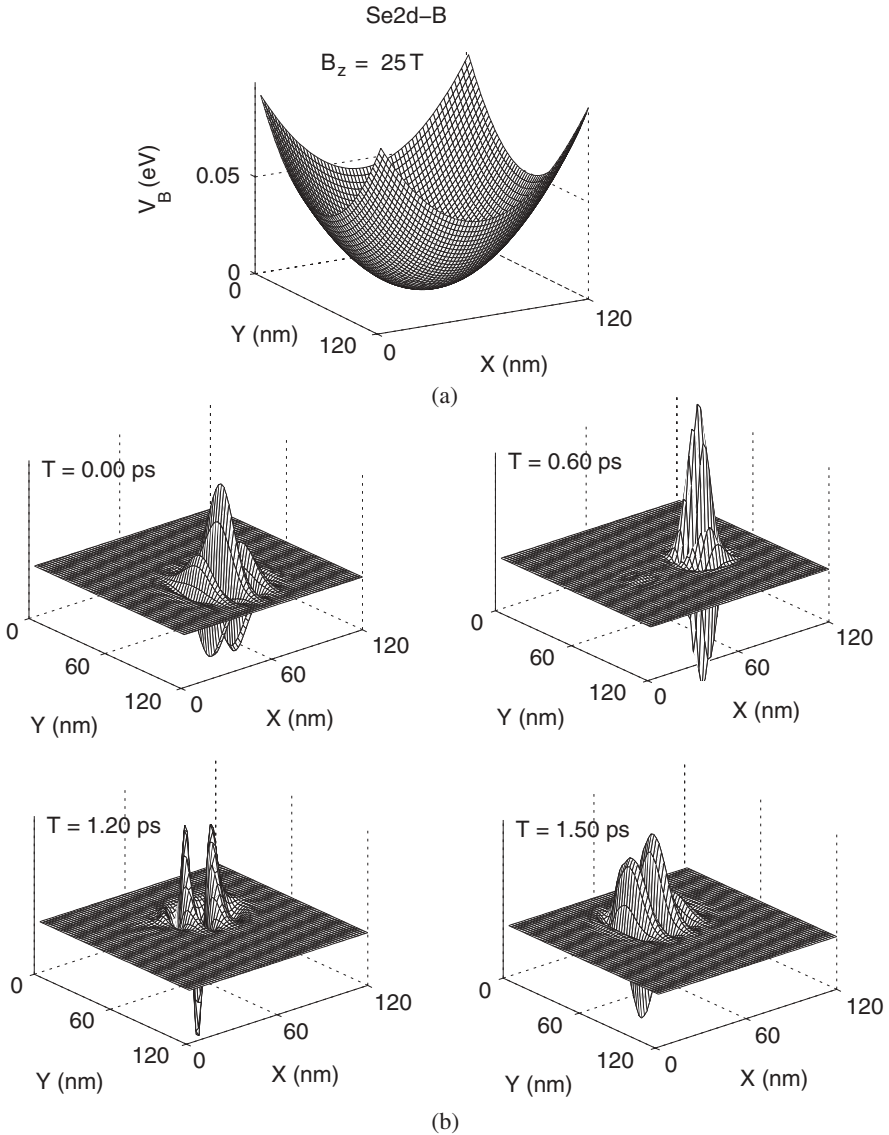 Se2d–B
B_z = 25 T
V_B (eV)
0.05
0
0
Y (nm)
120
0
X (nm)
120
(a)
T = 0.00 ps
0
60
120
Y (nm)
0
60
120
X (nm)
T = 0.60 ps
0
60
120
Y (nm)
0
60
120
X (nm)
T = 1.20 ps
0
60
120
Y (nm)
0
60
120
X (nm)
T = 1.50 ps
0
60
120
Y (nm)
0
60
120
X (nm)
(b)